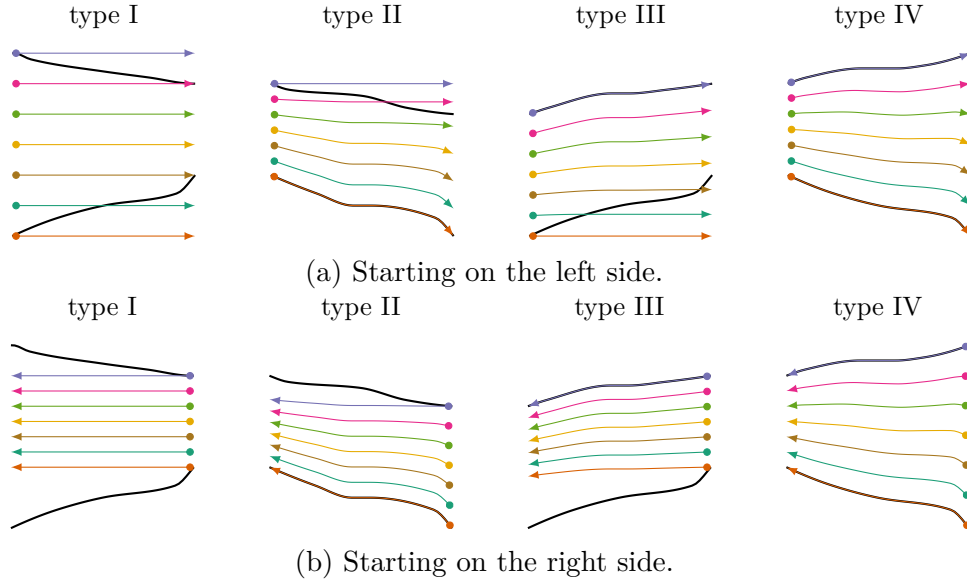 type I type II type III type IV
(a) Starting on the left side.
type I type II type III type IV
(b) Starting on the right side.